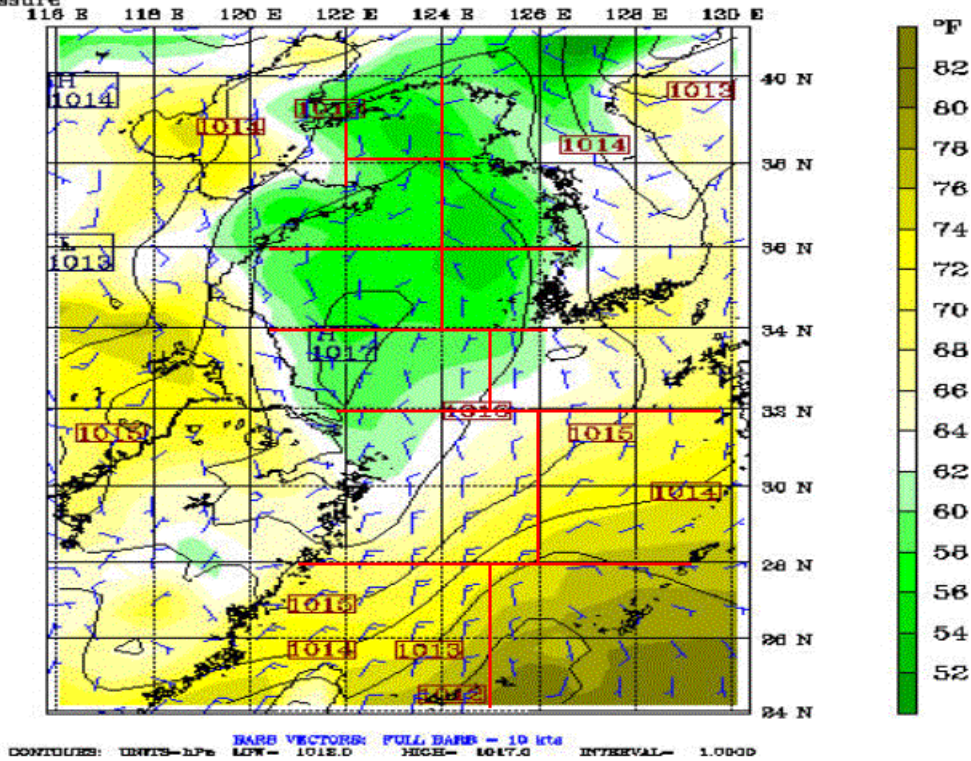 ssure
116 E 120 E 122 E 124 E 126 E 128 E 130 E
°F
H
1014
1013
1014
1014
40 N
38 N
1013
36 N
H
1017
34 N
1015
1016
1015
32 N
1014
30 N
28 N
1015
1014
1013
26 N
1012
24 N
82
80
78
76
74
72
70
68
66
64
62
60
58
56
54
52
BARB VECTORS: FULL BARB = 10 kts
CONTOURS: UNITS=hPa LOW= 1012.0 HIGH= 1017.0 INTERVAL= 1.0000